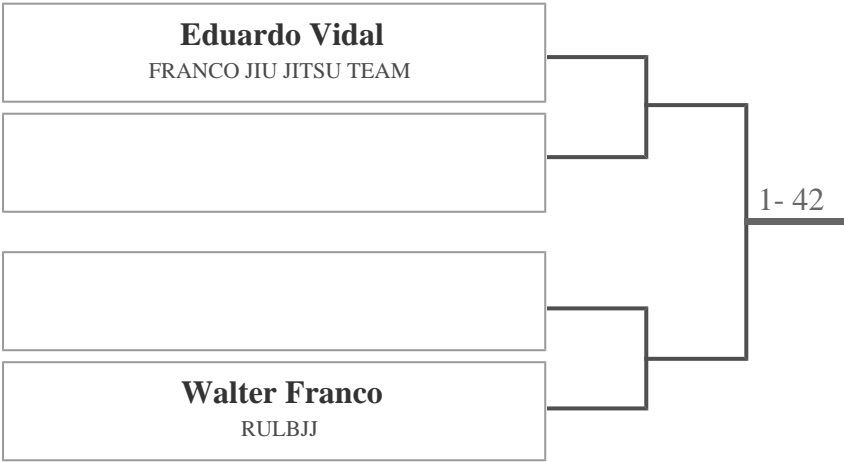 Eduardo Vidal
FRANCO JIU JITSU TEAM
1- 42
Walter Franco
RULBJJ